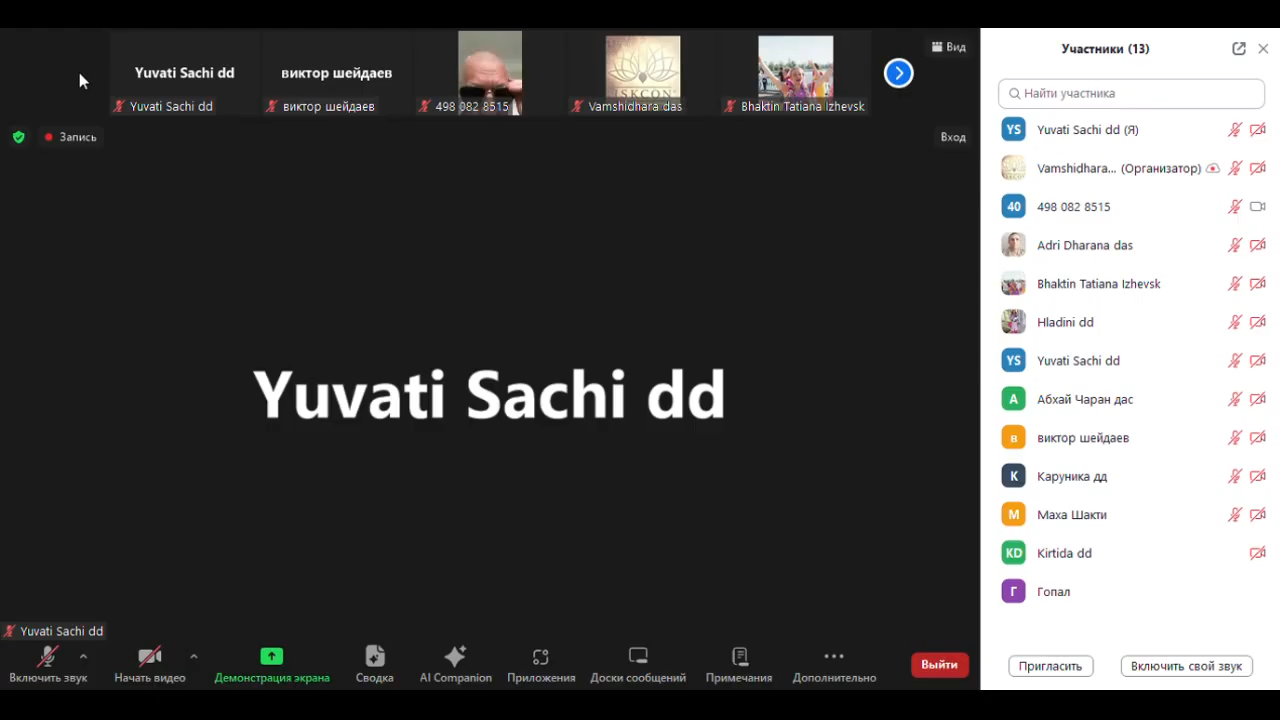 Yuvati Sachi dd
виктор шейдаев
Yuvati Sachi dd
виктор шейдаев
498 082 8515
ISKCON
Vamshidhara das
Bhaktin Tatiana Izhevsk
Вид
Запись
Вход
Yuvati Sachi dd
Yuvati Sachi dd
Включить звук
Начать видео
Демонстрация экрана
Сводка
AI Companion
Приложения
Доски сообщений
Примечания
Дополнительно
Выйти
Участники (13)
Найти участника
YS Yuvati Sachi dd (Я)
Vamshidhara... (Организатор)
40 498 082 8515
Adri Dharana das
Bhaktin Tatiana Izhevsk
Hladini dd
YS Yuvati Sachi dd
А Абхай Чаран дас
в виктор шейдаев
К Каруника дд
М Маха Шакти
KD Kirtida dd
Г Гопал
Пригласить
Включить свой звук